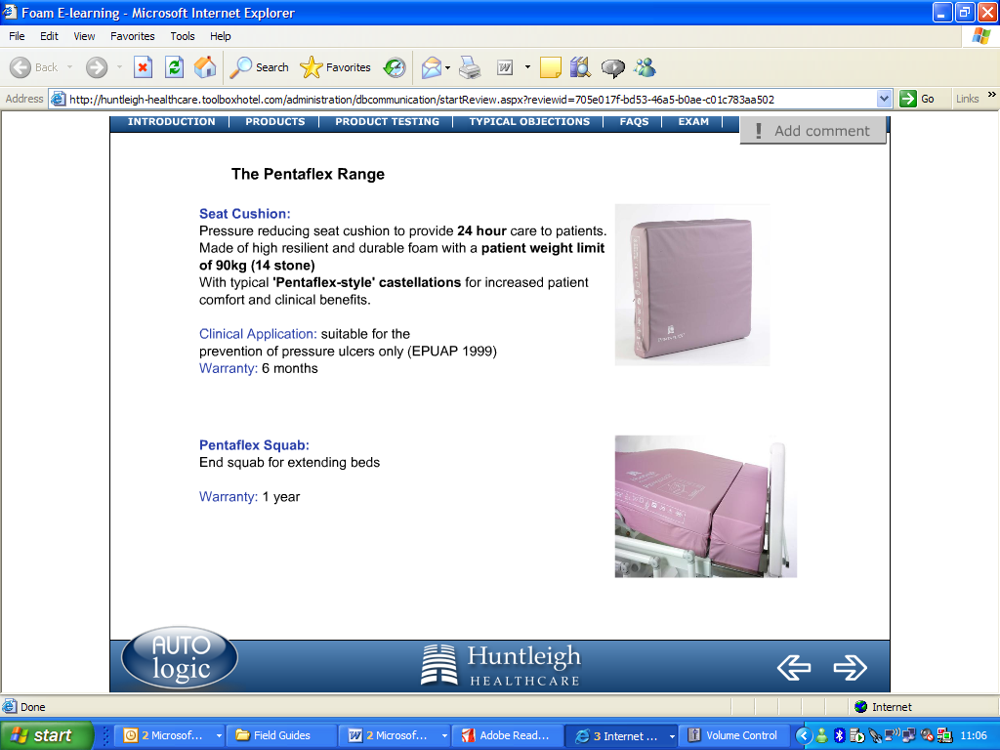 Foam E-learning - Microsoft Internet Explorer
File Edit View Favorites Tools Help
Back Search Favorites
Address http://huntleigh-healthcare.toolboxhotel.com/administration/dbcommunication/startReview.aspx?reviewid=705e017f-bd53-46a5-b0ae-c01c783aa502 Go Links »
INTRODUCTION PRODUCTS PRODUCT TESTING TYPICAL OBJECTIONS FAQS EXAM
! Add comment
The Pentaflex Range
Seat Cushion:
Pressure reducing seat cushion to provide 24 hour care to patients.
Made of high resilient and durable foam with a patient weight limit
of 90kg (14 stone)
With typical 'Pentaflex-style' castellations for increased patient
comfort and clinical benefits.
Clinical Application: suitable for the
prevention of pressure ulcers only (EPUAP 1999)
Warranty: 6 months
Pentaflex Squab:
End squab for extending beds
Warranty: 1 year
AUTO
logic
Huntleigh
HEALTHCARE
Done Internet
start 2 Microsof... Field Guides 2 Microsof... Adobe Read... 3 Internet ... Volume Control 11:06